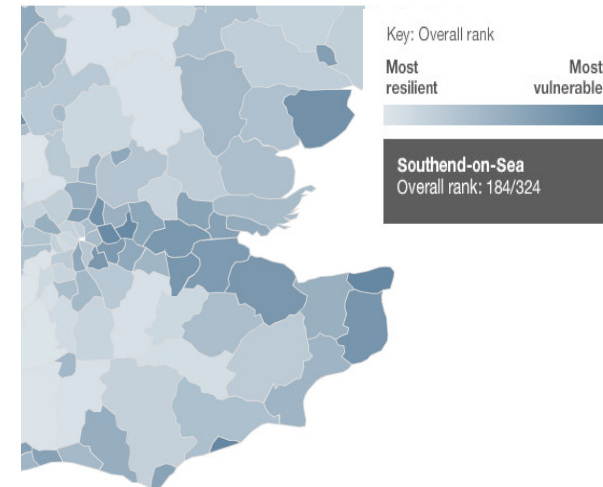 Key: Overall rank
Most Most
resilient vulnerable
Southend-on-Sea
Overall rank: 184/324